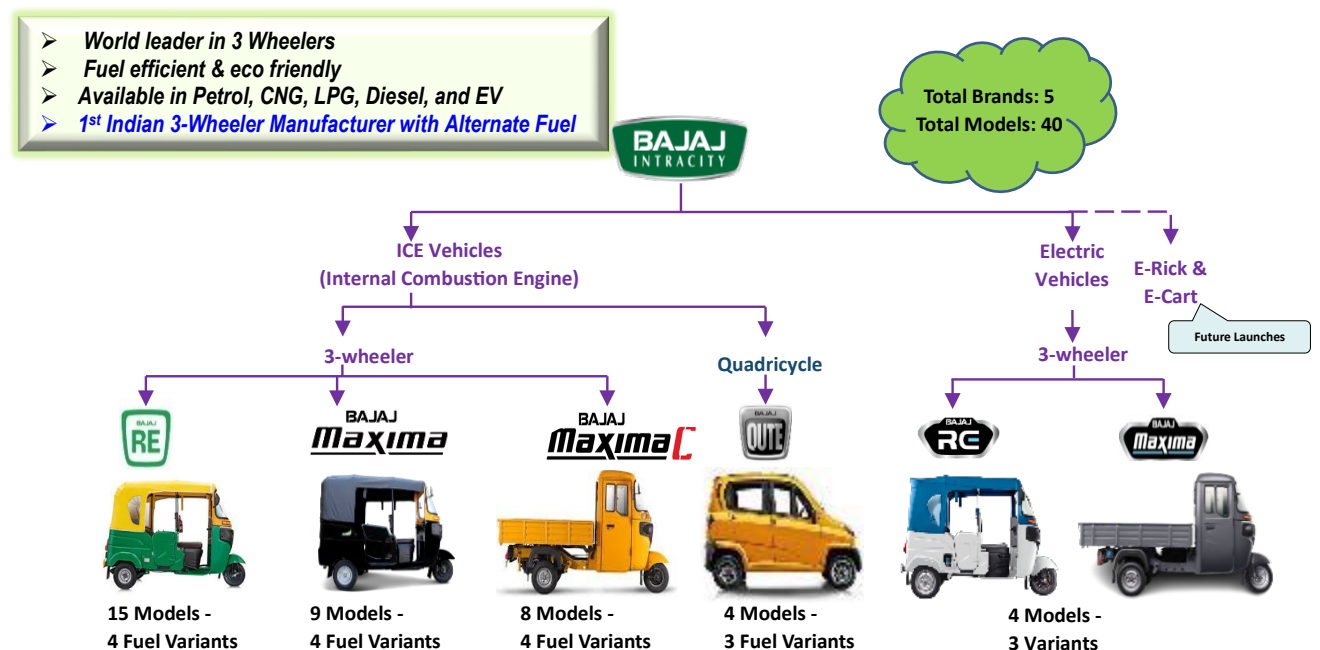 ➢ World leader in 3 Wheelers
➢ Fuel efficient & eco friendly
➢ Available in Petrol, CNG, LPG, Diesel, and EV
➢ 1st Indian 3-Wheeler Manufacturer with Alternate Fuel
Total Brands: 5
Total Models: 40
BAJAJ
INTRACITY
ICE Vehicles
(Internal Combustion Engine)
Electric
Vehicles
E-Rick &
E-Cart
Future Launches
3-wheeler
Quadricycle
3-wheeler
BAJAJ
RE
BAJAJ
maxima
BAJAJ
maxima C
BAJAJ
QUTE
BAJAJ
RE
BAJAJ
maxima
15 Models -
4 Fuel Variants
9 Models -
4 Fuel Variants
8 Models -
4 Fuel Variants
4 Models -
3 Fuel Variants
4 Models -
3 Variants